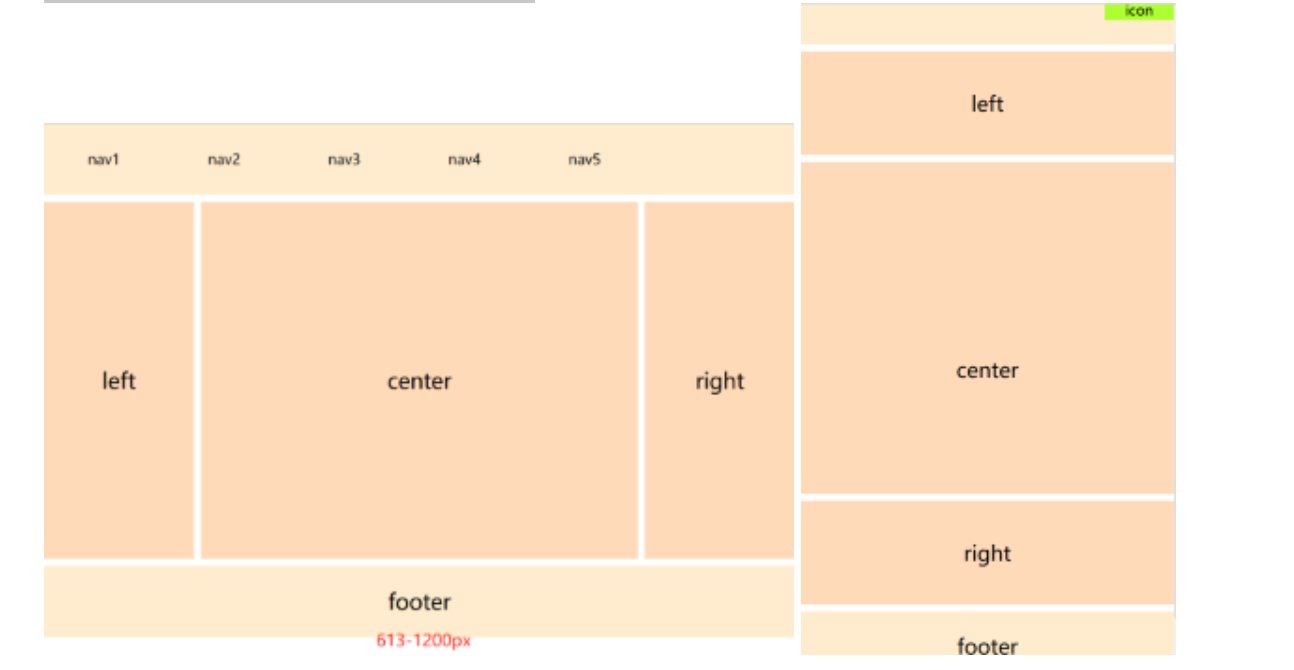 nav1 nav2 nav3 nav4 nav5
left center right
footer
613-1200px
icon
left
center
right
footer